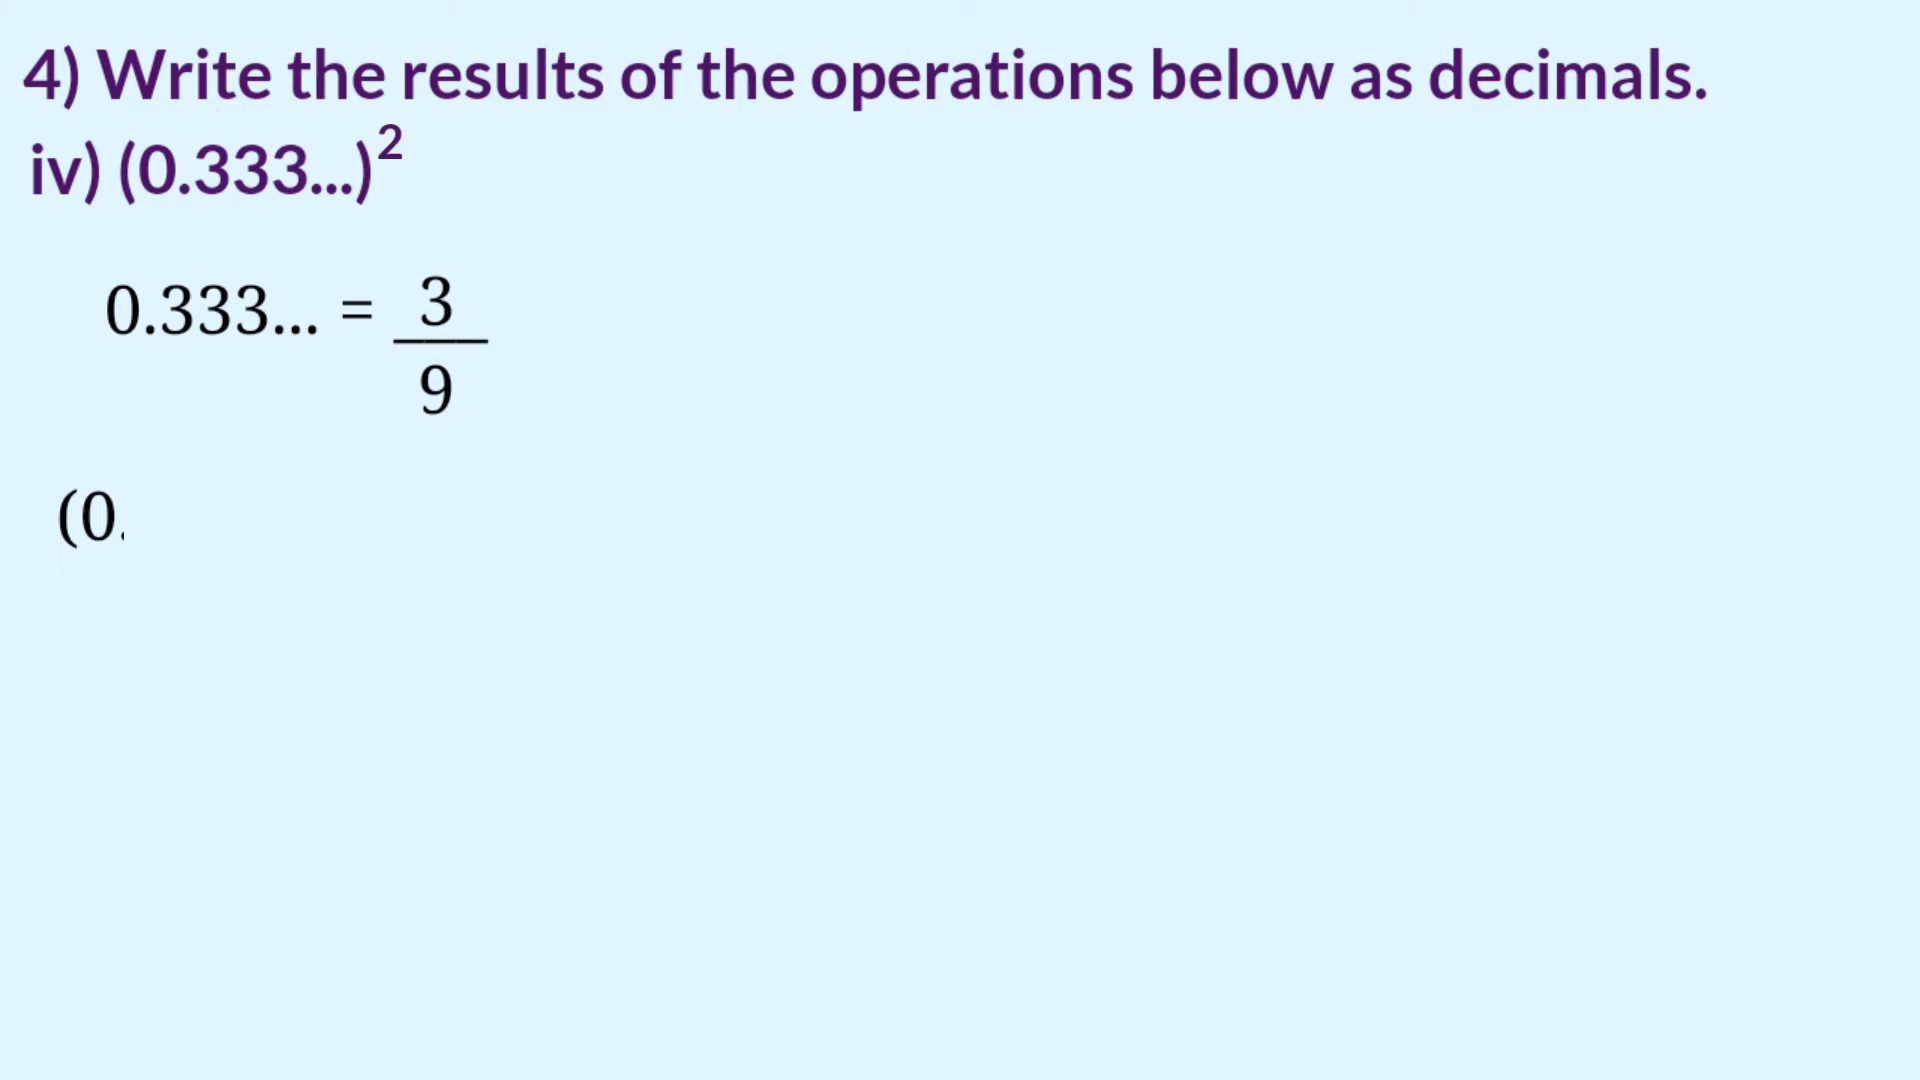 4) Write the results of the operations below as decimals.
iv) (0.333...)²
0.333... = 3
9
(0.